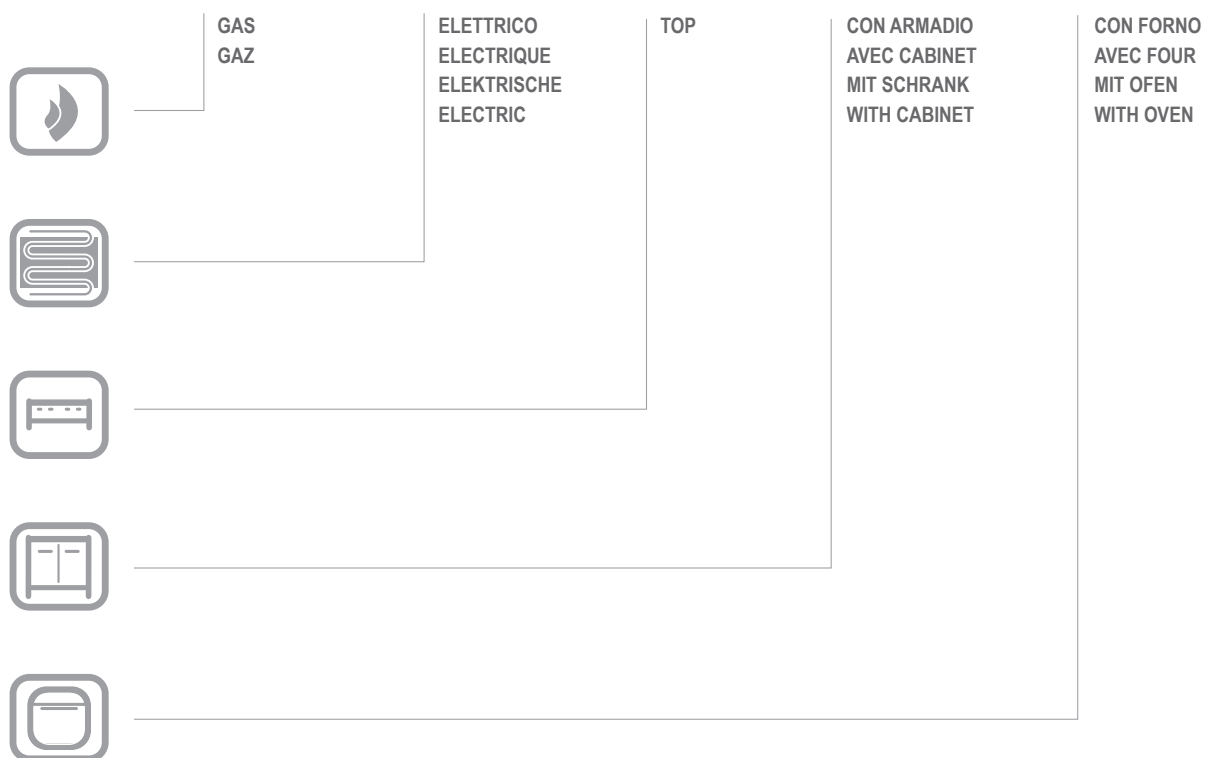 GAS
GAZ
ELETTRICO
ELECTRIQUE
ELEKTRISCHE
ELECTRIC
TOP
CON ARMADIO
AVEC CABINET
MIT SCHRANK
WITH CABINET
CON FORNO
AVEC FOUR
MIT OFEN
WITH OVEN